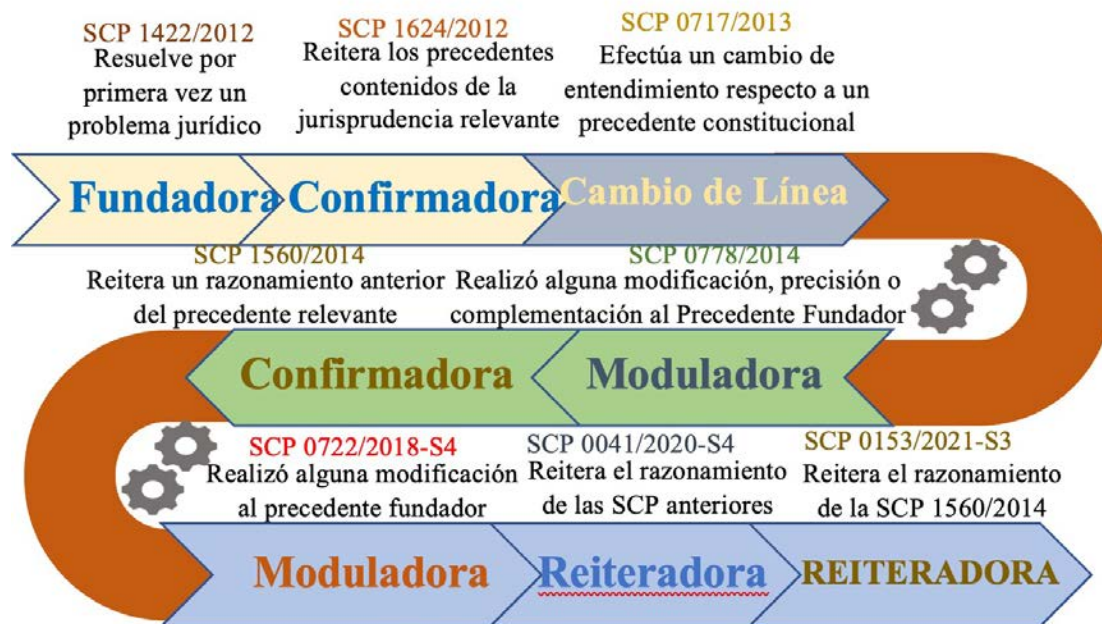 SCP 1422/2012
Resuelve por
primera vez un
problema jurídico
SCP 1624/2012
Reitera los precedentes
contenidos de la
jurisprudencia relevante
SCP 0717/2013
Efectúa un cambio de
entendimiento respecto a un
precedente constitucional
Fundadora
Confirmadora
Cambio de Línea
SCP 0778/2014
Realizó alguna modificación, precisión o
complementación al Precedente Fundador
SCP 1560/2014
Reitera un razonamiento anterior
del precedente relevante
Moduladora
Confirmadora
SCP 0722/2018-S4
Realizó alguna modificación
al precedente fundador
SCP 0041/2020-S4
Reitera el razonamiento
de las SCP anteriores
SCP 0153/2021-S3
Reitera el razonamiento
de la SCP 1560/2014
Moduladora
Reiteradora
REITERADORA